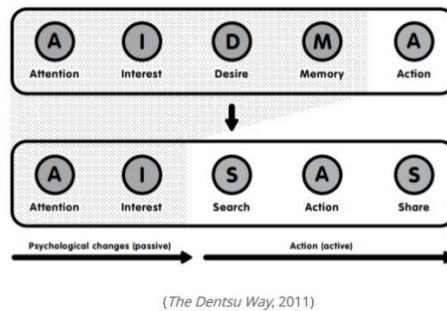 A I D M A
Attention Interest Desire Memory Action
A I S A S
Attention Interest Search Action Share
Psychological changes (passive) Action (active)
(The Dentsu Way, 2011)